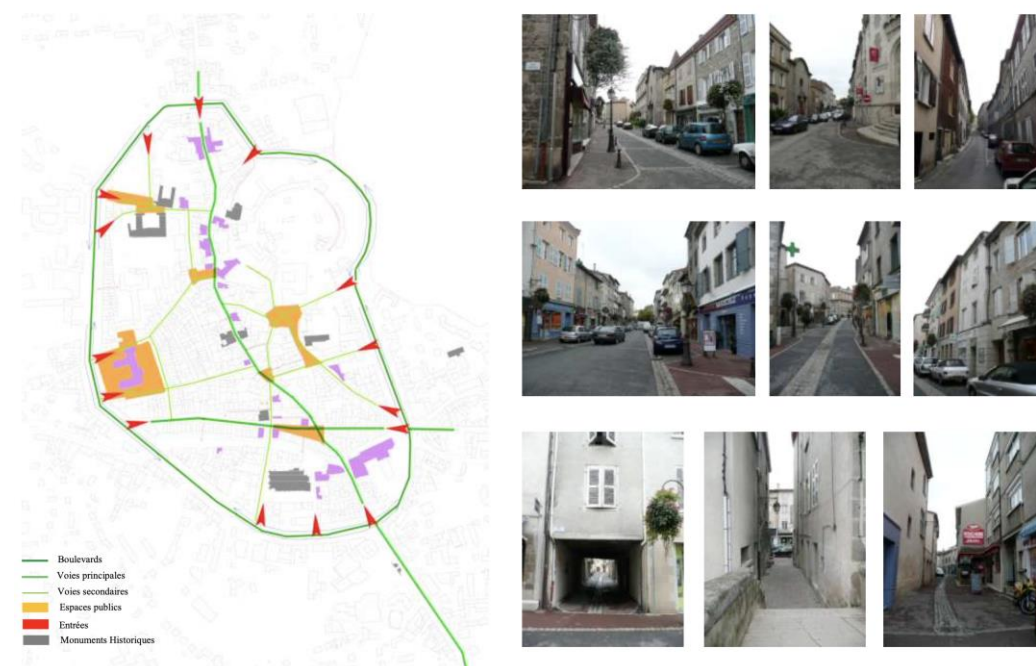 Boulevards
Voies principales
Voies secondaires
Espaces publics
Entrées
Monuments Historiques